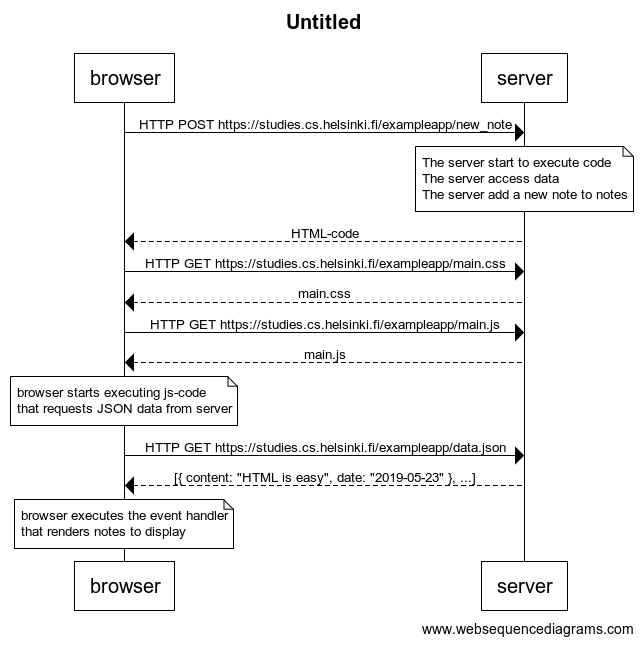 Untitled
browser
server
HTTP POST https://studies.cs.helsinki.fi/exampleapp/new_note
The server start to execute code
The server access data
The server add a new note to notes
HTML-code
HTTP GET https://studies.cs.helsinki.fi/exampleapp/main.css
main.css
HTTP GET https://studies.cs.helsinki.fi/exampleapp/main.js
main.js
browser starts executing js-code
that requests JSON data from server
HTTP GET https://studies.cs.helsinki.fi/exampleapp/data.json
[{ content: "HTML is easy", date: "2019-05-23" }, ...]
browser executes the event handler
that renders notes to display
browser
server
www.websequencediagrams.com